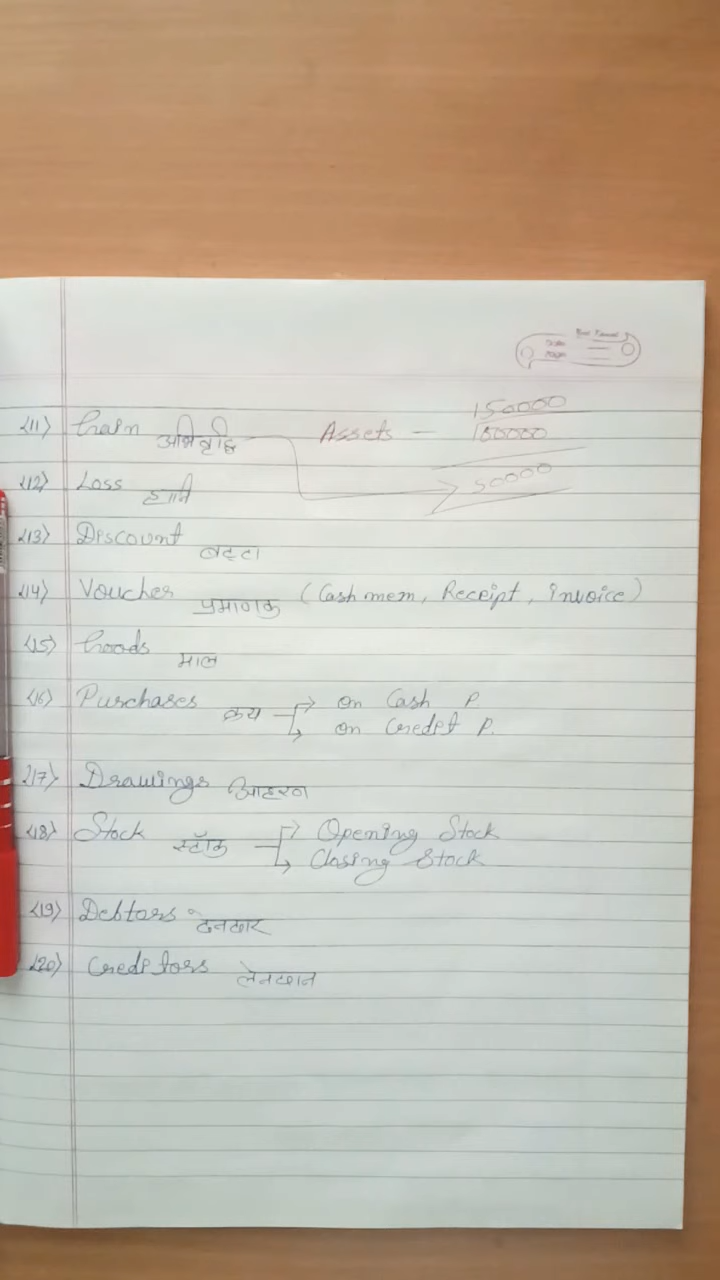 150000
<11> Gain अभिवृद्धि Assets - 100000
50000
<12> Loss हानि
<13> Discount बट्टा
<14> Voucher प्रमाणक (Cash mem, Receipt, Invoice)
<15> Goods माल
<16> Purchases क्रय → on Cash P.
→ on Credit P.
<17> Drawings आहरण
<18> Stock स्टॉक → Opening Stock
→ Closing Stock
<19> Debtors देनदार
<20> Creditors लेनदार